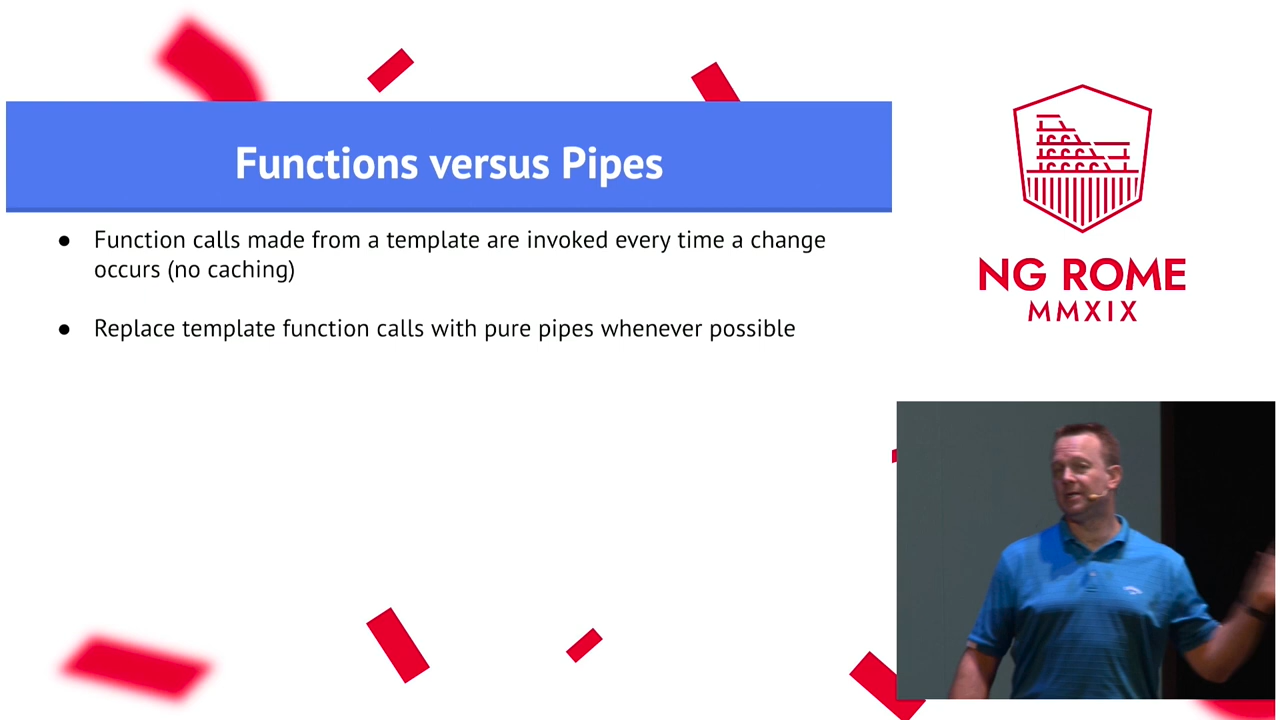 Functions versus Pipes
● Function calls made from a template are invoked every time a change
occurs (no caching)
● Replace template function calls with pure pipes whenever possible
NG ROME
MMXIX